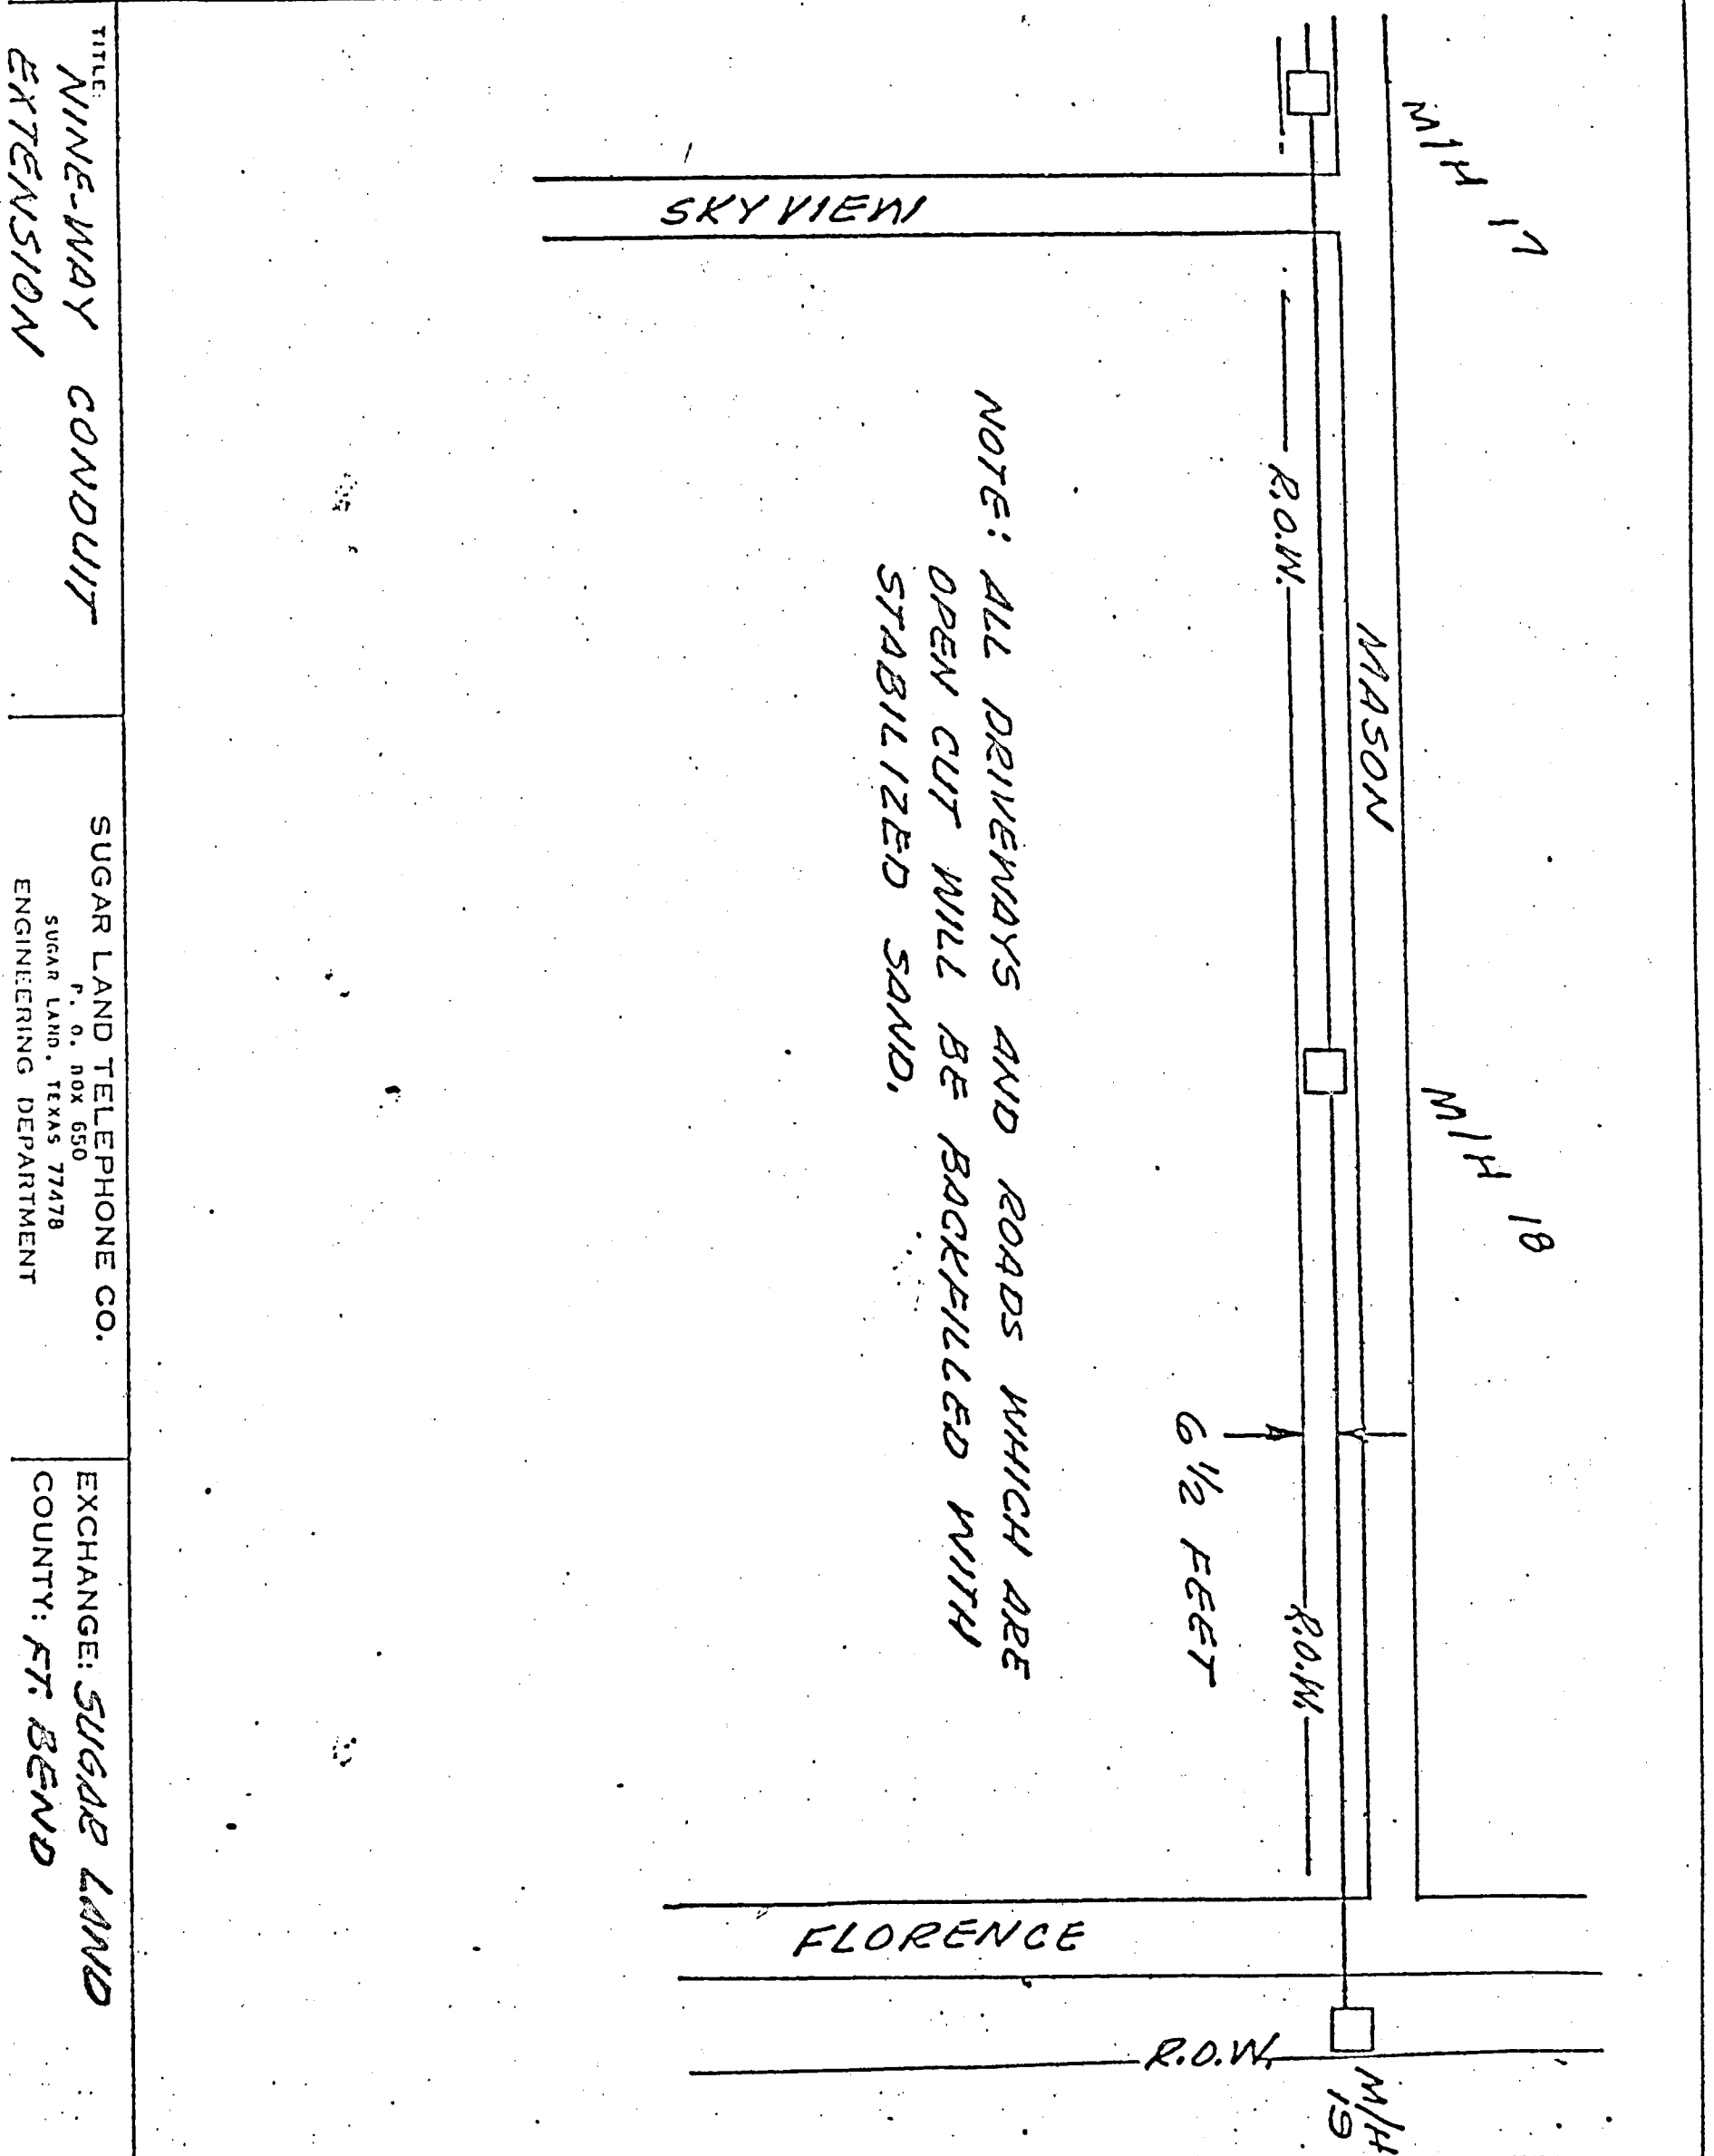 M/H 17
M/H 18
M/H
19
MASON
R.O.W.
R.O.W.
R.O.W.
6 1/2 FEET
SKYVIEW
FLORENCE
NOTE: ALL DRIVEWAYS AND ROADS WHICH ARE
OPEN CUT WILL BE BACKFILLED WITH
STABILIZED SAND.
TITLE:
NINE-WAY CONDUIT
EXTENSION
SUGAR LAND TELEPHONE CO.
P. O. BOX 650
SUGAR LAND, TEXAS 77478
ENGINEERING DEPARTMENT
EXCHANGE: SUGAR LAND
COUNTY: FT. BEND